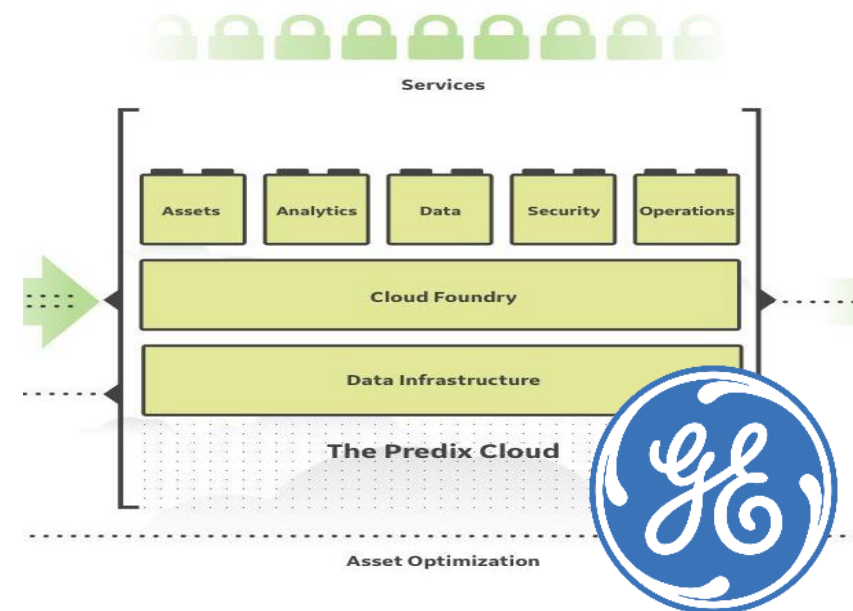 Services
Assets
Analytics
Data
Security
Operations
Cloud Foundry
Data Infrastructure
The Predix Cloud
GE
Asset Optimization